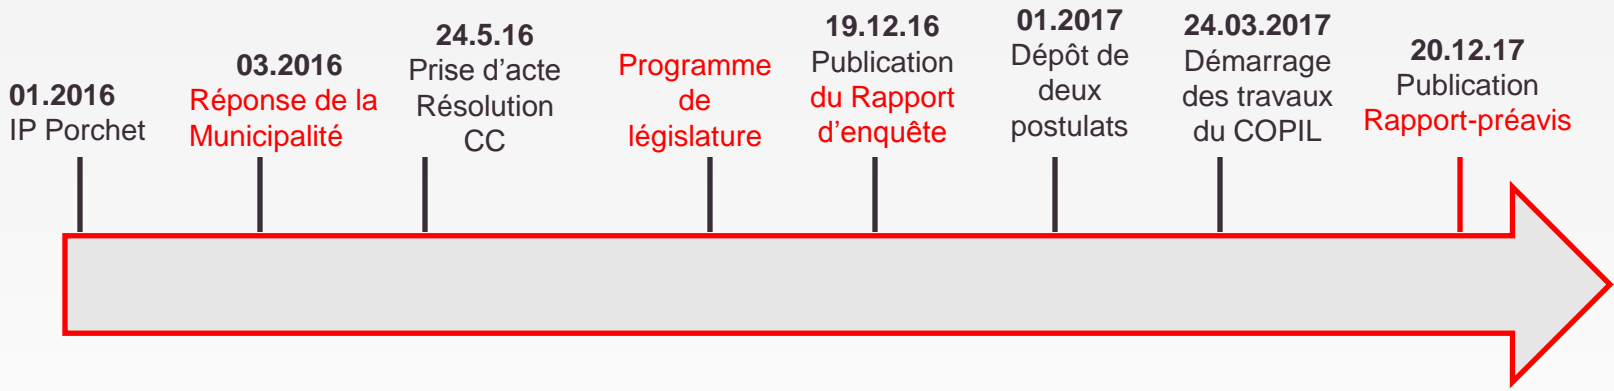 01.2016
IP Porchet
03.2016
Réponse de la
Municipalité
24.5.16
Prise d’acte
Résolution
CC
Programme
de
législature
19.12.16
Publication
du Rapport
d’enquête
01.2017
Dépôt de
deux
postulats
24.03.2017
Démarrage
des travaux
du COPIL
20.12.17
Publication
Rapport-préavis